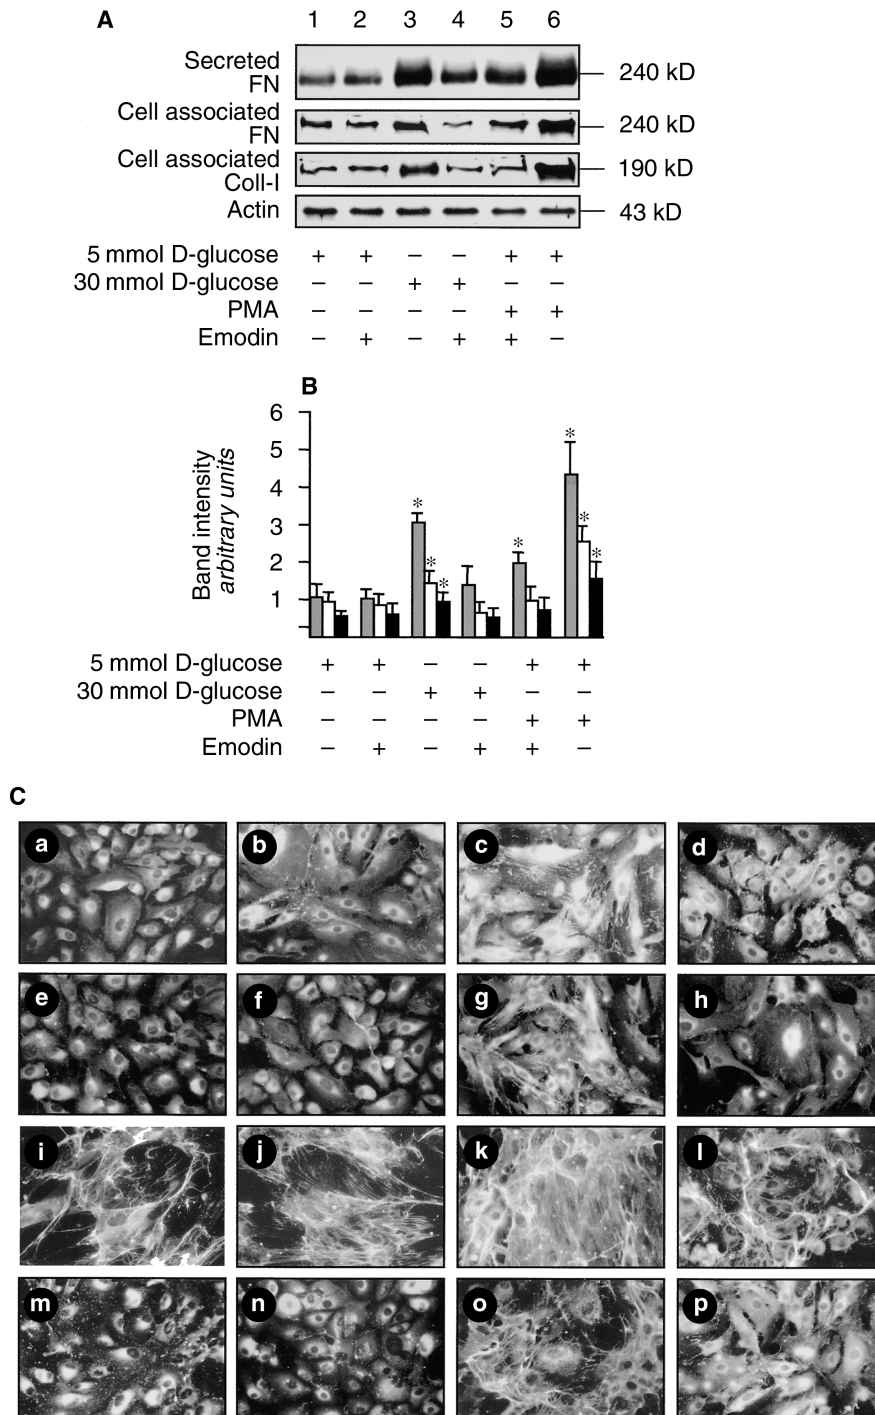 A 1 2 3 4 5 6
Secreted
FN
240 kD
Cell associated
FN
240 kD
Cell associated
Coll-I
190 kD
Actin
43 kD
5 mmol D-glucose + + – – + +
30 mmol D-glucose – – + + – –
PMA – – – – + +
Emodin – + – + + –
B
Band intensity
arbitrary units
6
5
4
3
2
1
* * * * * * * 
5 mmol D-glucose + + – – + +
30 mmol D-glucose – – + + – –
PMA – – – – + +
Emodin – + – + + –
C
a b c d
e f g h
i j k l
m n o p